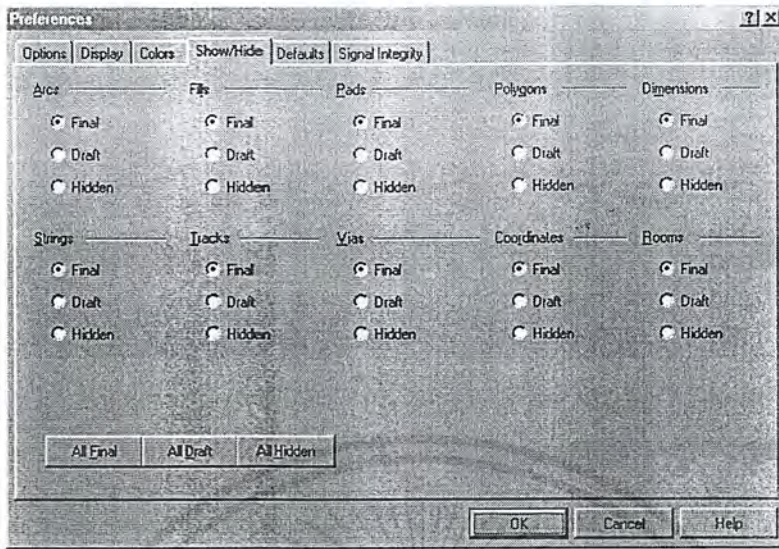 Preferences ? ×
Options Display Colors Show/Hide Defaults Signal Integrity
Arcs Fills Pads Polygons Dimensions
Final Final Final Final Final
Draft Draft Draft Draft Draft
Hidden Hidden Hidden Hidden Hidden
Strings Tracks Vias Coordinates Rooms
Final Final Final Final Final
Draft Draft Draft Draft Draft
Hidden Hidden Hidden Hidden Hidden
All Final All Draft All Hidden
OK Cancel Help